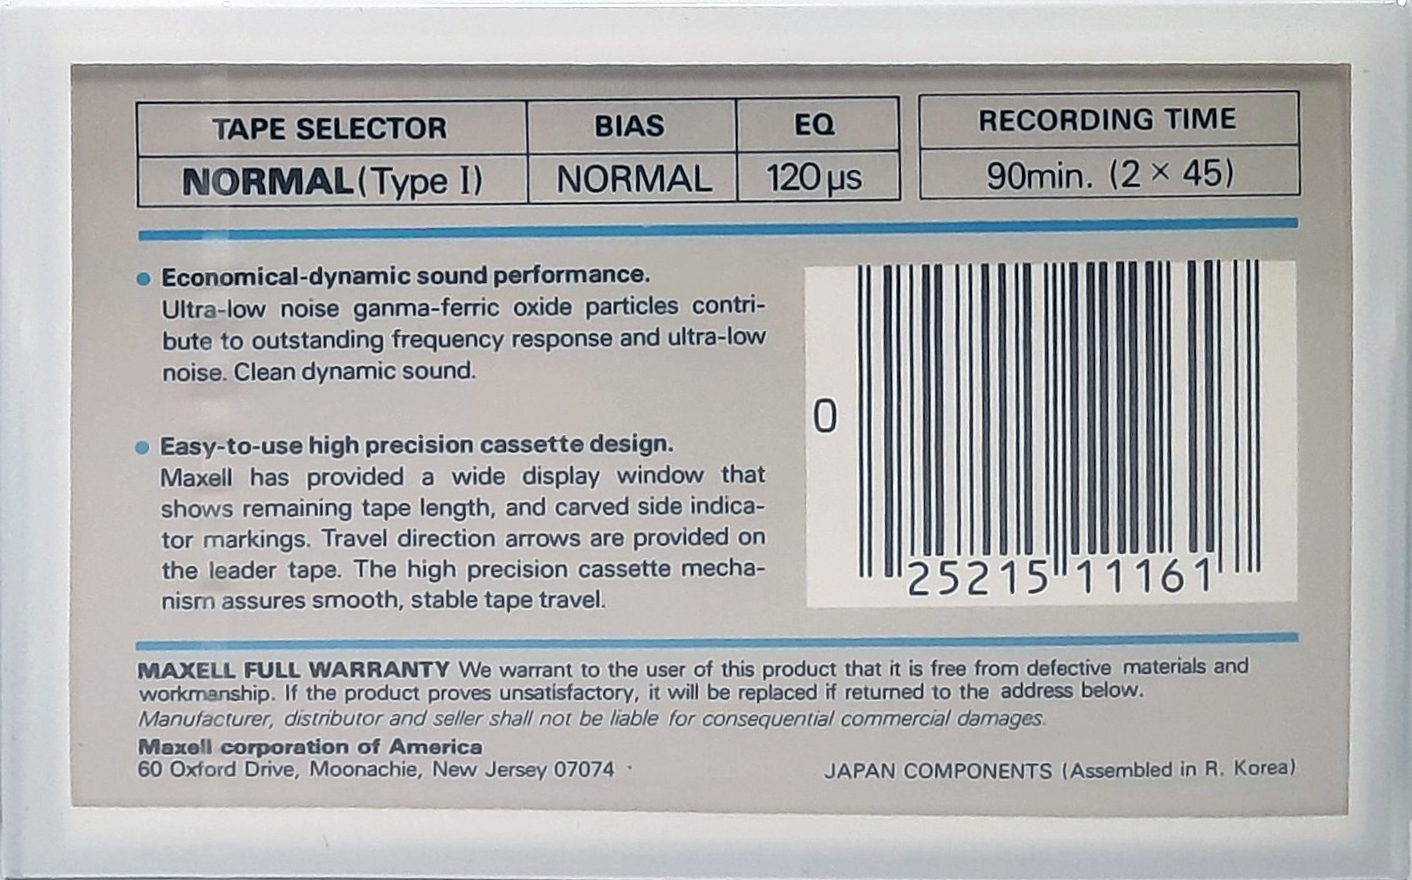 TAPE SELECTOR BIAS EQ RECORDING TIME
NORMAL (Type I) NORMAL 120 µs 90min. (2 × 45)
• Economical-dynamic sound performance.
Ultra-low noise ganma-ferric oxide particles contri-
bute to outstanding frequency response and ultra-low
noise. Clean dynamic sound.
• Easy-to-use high precision cassette design.
Maxell has provided a wide display window that
shows remaining tape length, and carved side indica-
tor markings. Travel direction arrows are provided on
the leader tape. The high precision cassette mecha-
nism assures smooth, stable tape travel.
0 25215 11161
MAXELL FULL WARRANTY We warrant to the user of this product that it is free from defective materials and
workmanship. If the product proves unsatisfactory, it will be replaced if returned to the address below.
Manufacturer, distributor and seller shall not be liable for consequential commercial damages.
Maxell corporation of America
60 Oxford Drive, Moonachie, New Jersey 07074
JAPAN COMPONENTS (Assembled in R. Korea)